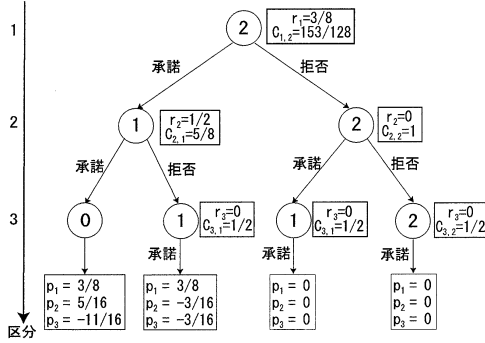 1
2
r₁=3/8
C₁,₂=153/128
承諾
拒否
2
1
r₂=1/2
C₂,₁=5/8
2
r₂=0
C₂,₂=1
承諾
拒否
承諾
拒否
3
0
1
r₃=0
C₃,₁=1/2
1
r₃=0
C₃,₁=1/2
2
r₃=0
C₃,₂=1/2
承諾
承諾
承諾
p₁ = 3/8
p₂ = 5/16
p₃ = -11/16
p₁ = 3/8
p₂ = -3/16
p₃ = -3/16
p₁ = 0
p₂ = 0
p₃ = 0
p₁ = 0
p₂ = 0
p₃ = 0
区分